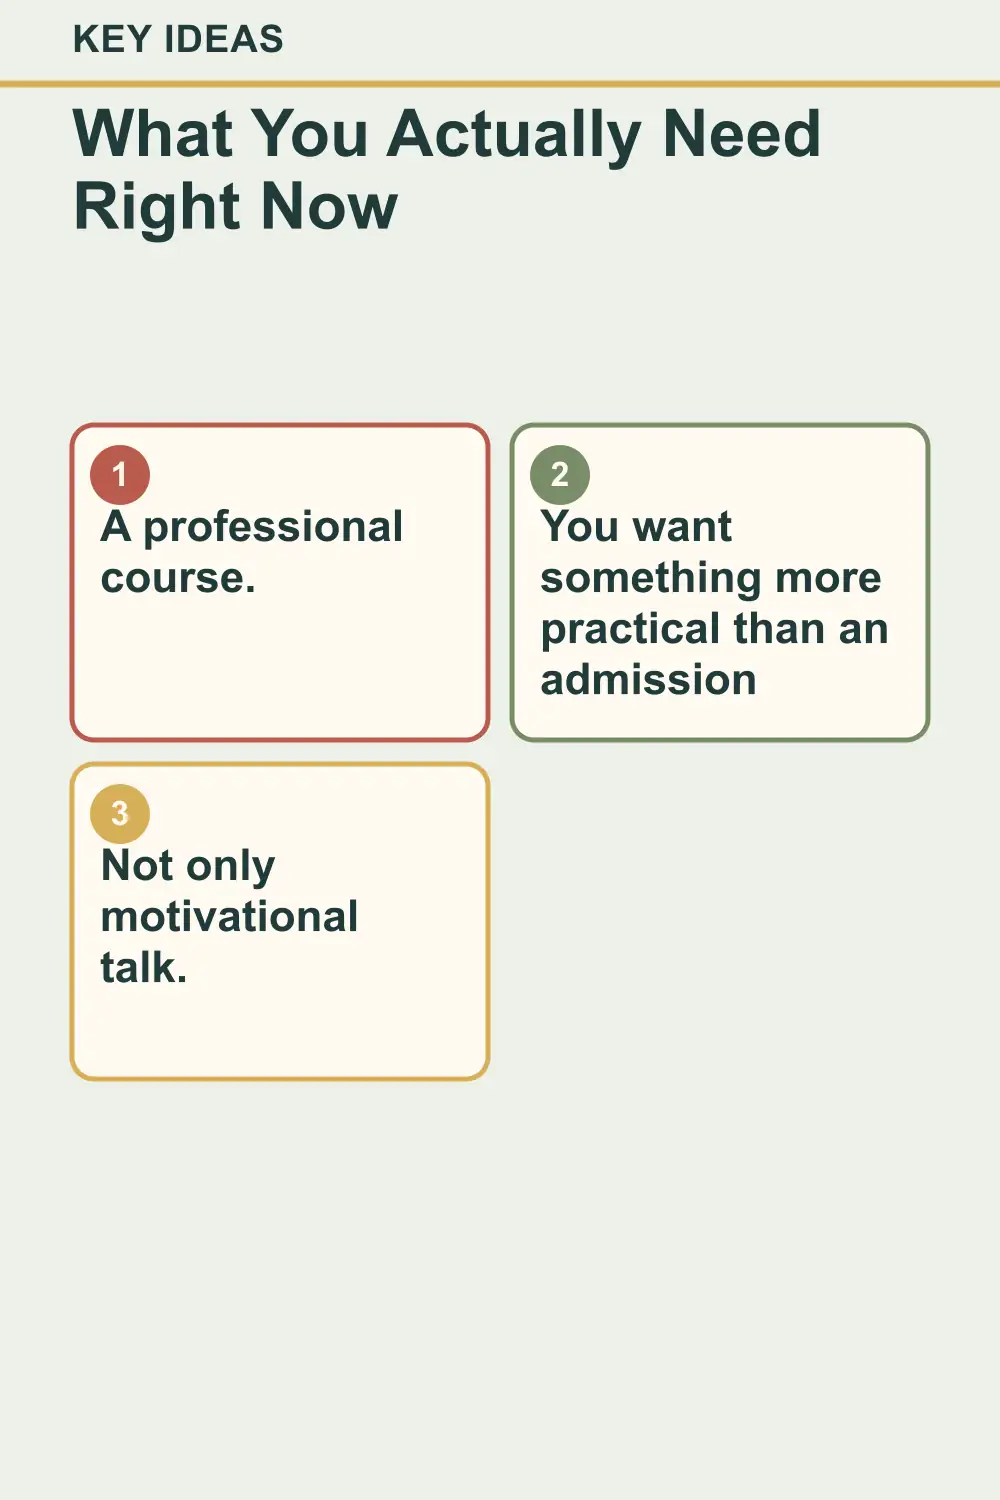 KEY IDEAS
What You Actually Need
Right Now
1
A professional
course.
2
You want
something more
practical than an
admission
3
Not only
motivational
talk.